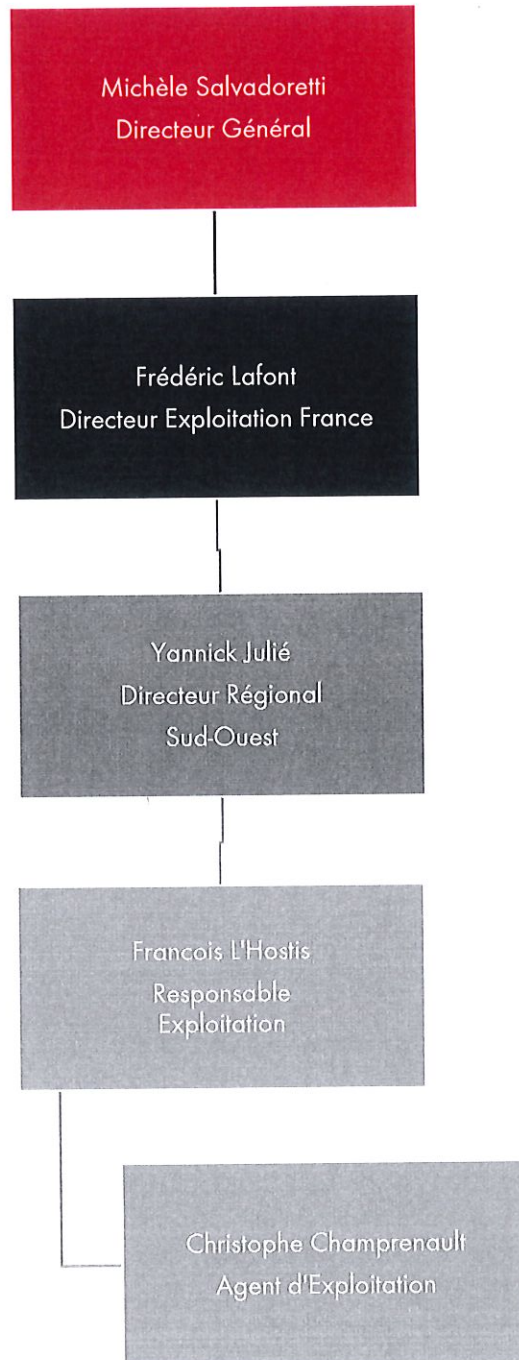 Michèle Salvadoretti
Directeur Général
Frédéric Lafont
Directeur Exploitation France
Yannick Julié
Directeur Régional
Sud-Ouest
Francois L'Hostis
Responsable
Exploitation
Christophe Champrenault
Agent d'Exploitation